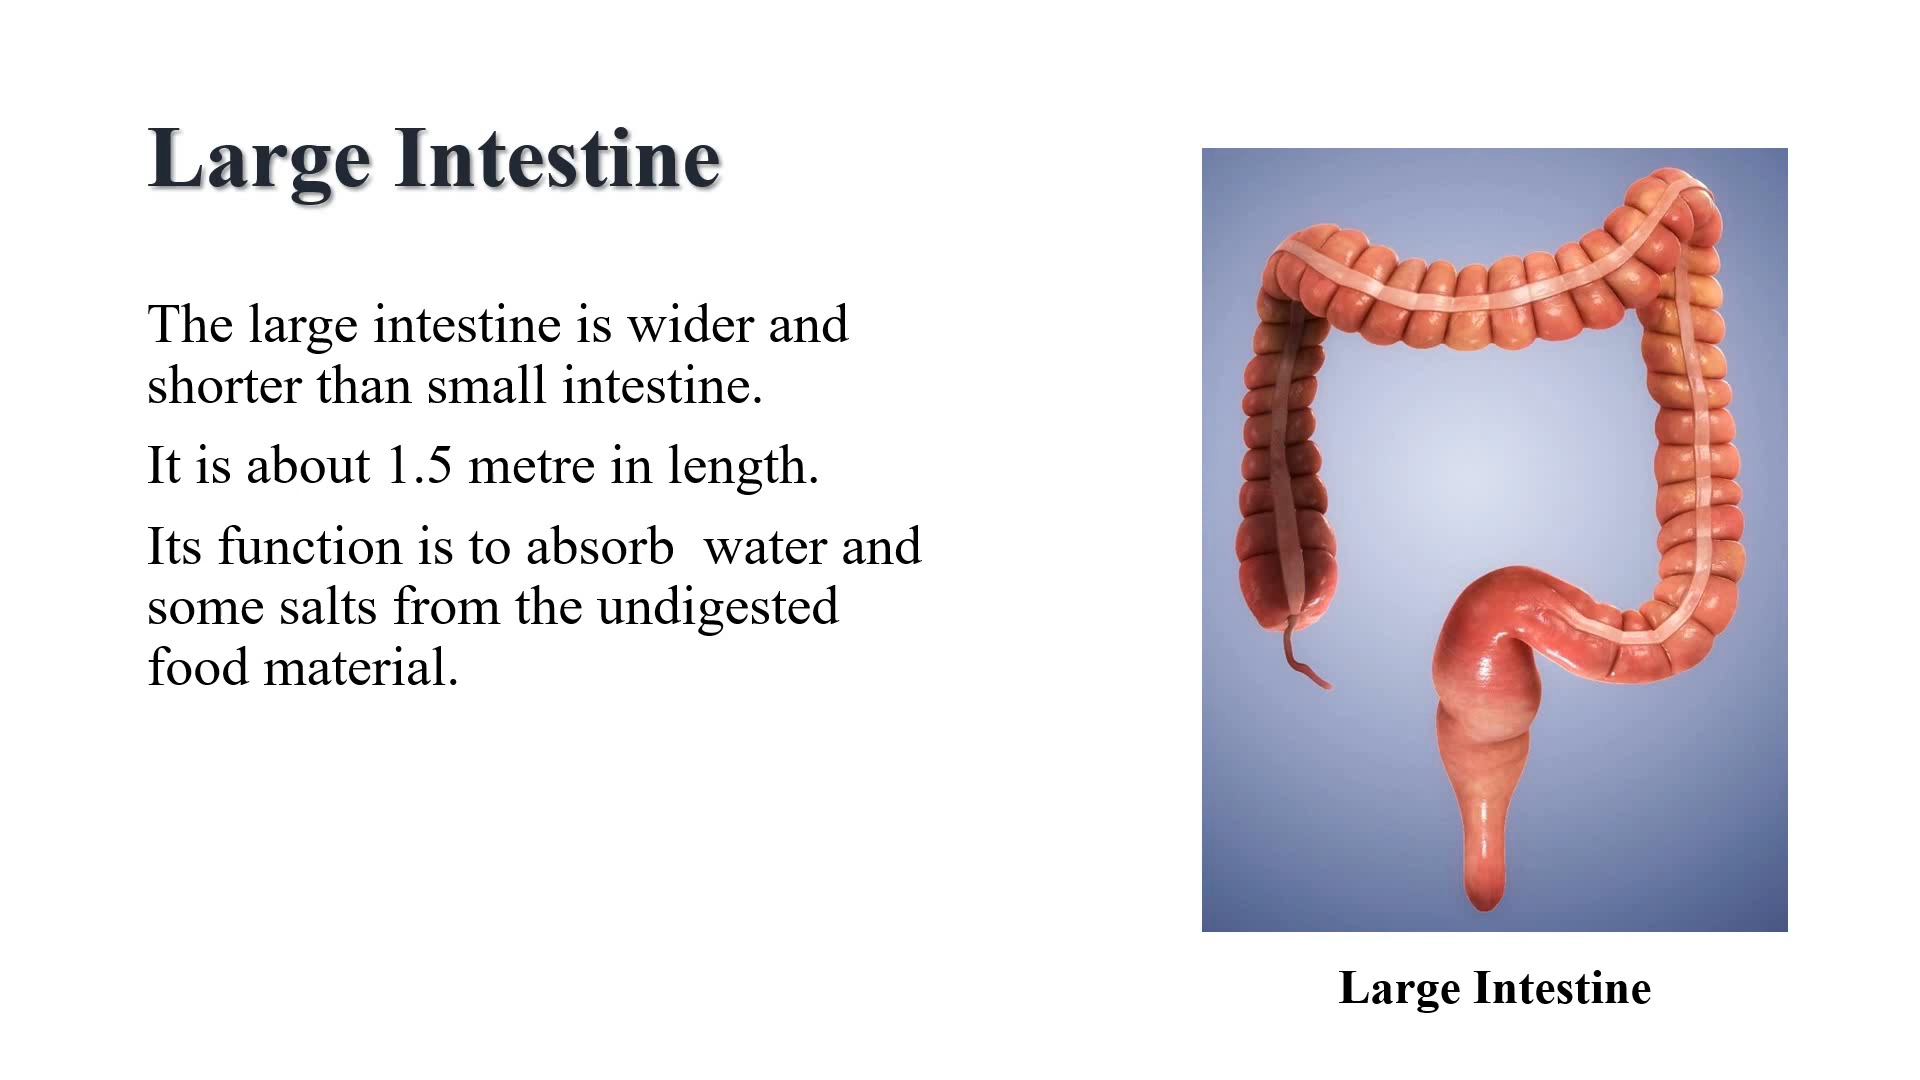 Large Intestine
The large intestine is wider and
shorter than small intestine.
It is about 1.5 metre in length.
Its function is to absorb  water and
some salts from the undigested
food material.
Large Intestine